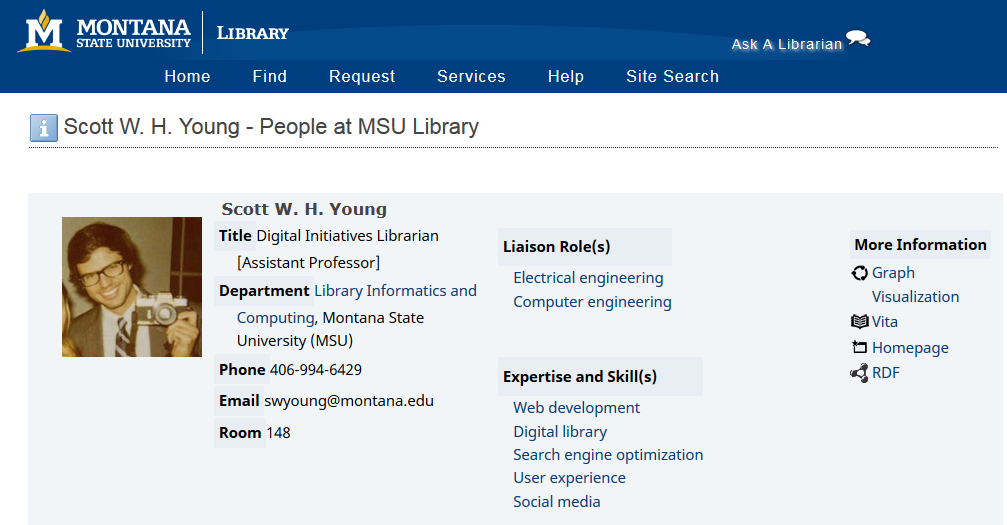 MONTANA
STATE UNIVERSITY
LIBRARY
Ask A Librarian
Home Find Request Services Help Site Search
Scott W. H. Young - People at MSU Library
Scott W. H. Young
Title Digital Initiatives Librarian
[Assistant Professor]
Department Library Informatics and
Computing, Montana State
University (MSU)
Phone 406-994-6429
Email swyoung@montana.edu
Room 148
Liaison Role(s)
Electrical engineering
Computer engineering
Expertise and Skill(s)
Web development
Digital library
Search engine optimization
User experience
Social media
More Information
Graph
Visualization
Vita
Homepage
RDF